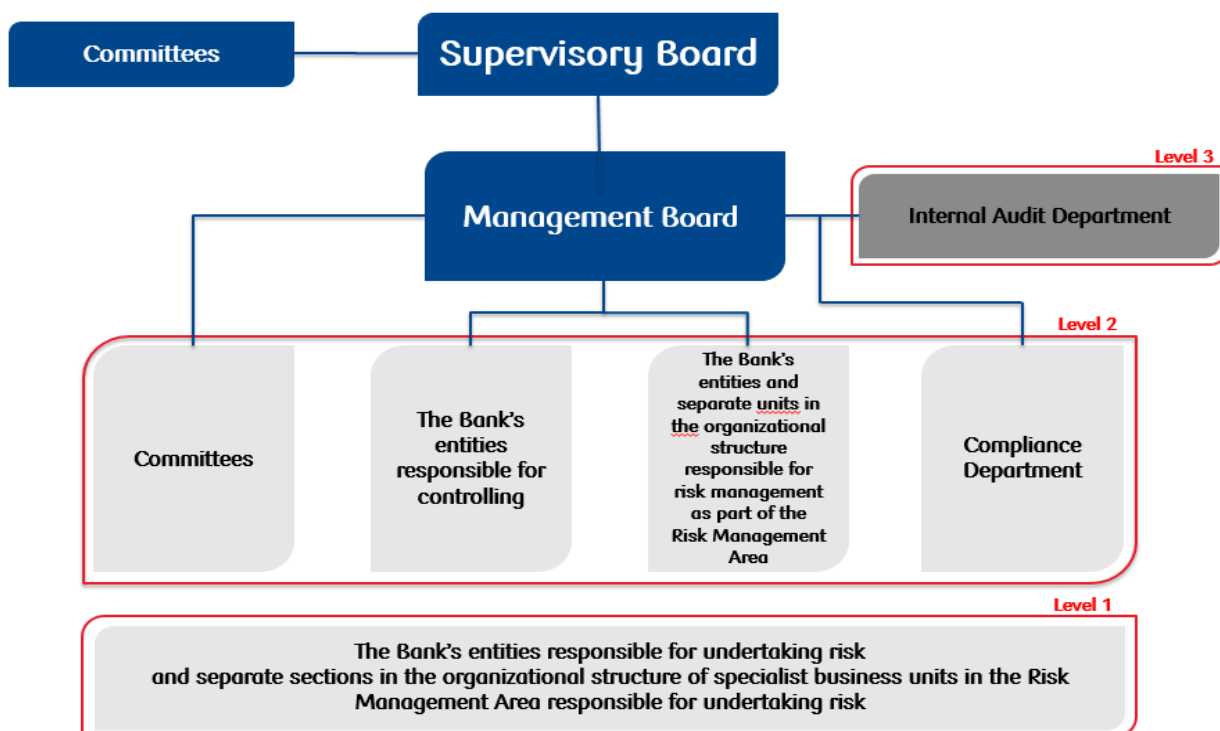 Committees
Supervisory Board
Level 3
Management Board
Internal Audit Department
Level 2
Committees
The Bank's
entities
responsible for
controlling
The Bank's
entities and
separate units in
the organizational
structure
responsible for
risk management
as part of the
Risk Management
Area
Compliance
Department
Level 1
The Bank's entities responsible for undertaking risk
and separate sections in the organizational structure of specialist business units in the Risk
Management Area responsible for undertaking risk